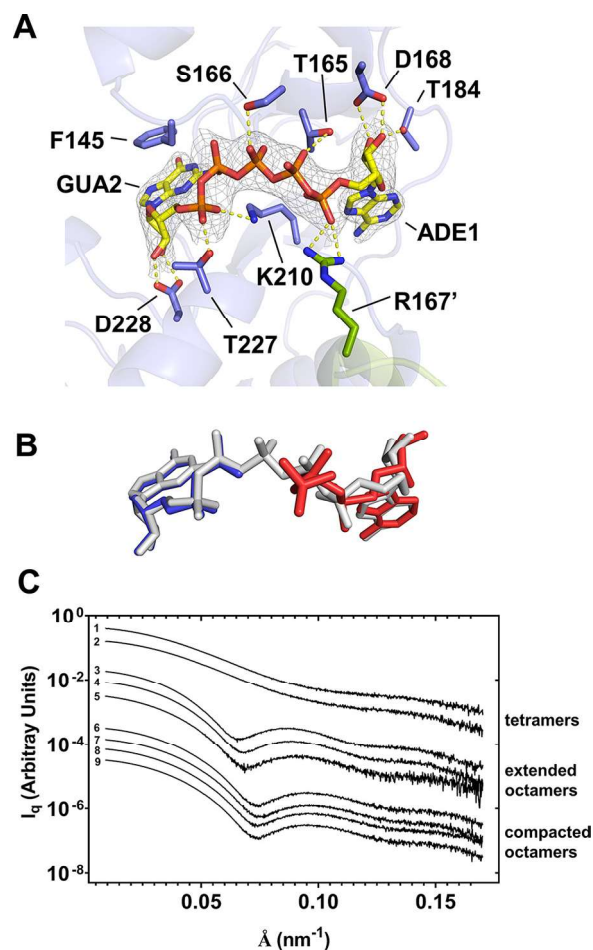 A
S166
T165
D168
T184
F145
GUA2
ADE1
K210
R167'
D228
T227
B
C
10⁰
10⁻²
10⁻⁴
10⁻⁶
10⁻⁸
I_q (Arbitray Units)
1
2
3
4
5
6
7
8
9
tetramers
extended
octamers
compacted
octamers
0.05
0.10
0.15
Å (nm⁻¹)